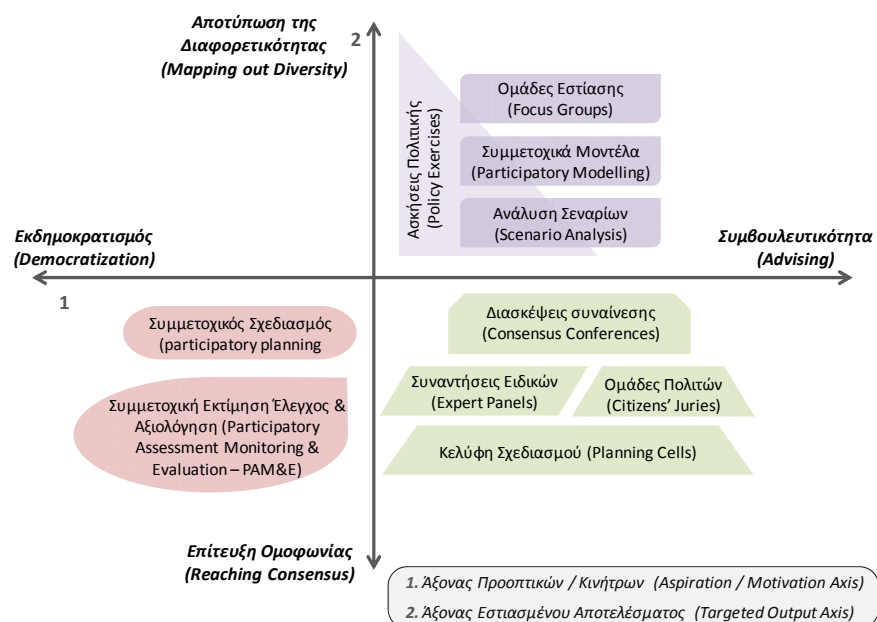 Αποτύπωση της
Διαφορετικότητας
(Mapping out Diversity)
2
Ασκήσεις Πολιτικής
(Policy Exercises)
Ομάδες Εστίασης
(Focus Groups)
Συμμετοχικά Μοντέλα
(Participatory Modelling)
Ανάλυση Σεναρίων
(Scenario Analysis)
Εκδημοκρατισμός
(Democratization)
Συμβουλευτικότητα
(Advising)
1
Συμμετοχικός Σχεδιασμός
(participatory planning
Συμμετοχική Εκτίμηση Έλεγχος &
Αξιολόγηση (Participatory
Assessment Monitoring &
Evaluation – PAM&E)
Διασκέψεις συναίνεσης
(Consensus Conferences)
Συναντήσεις Ειδικών
(Expert Panels)
Ομάδες Πολιτών
(Citizens’ Juries)
Κελύφη Σχεδιασμού (Planning Cells)
Επίτευξη Ομοφωνίας
(Reaching Consensus)
1. Άξονας Προοπτικών / Κινήτρων (Aspiration / Motivation Axis)
2. Άξονας Εστιασμένου Αποτελέσματος (Targeted Output Axis)